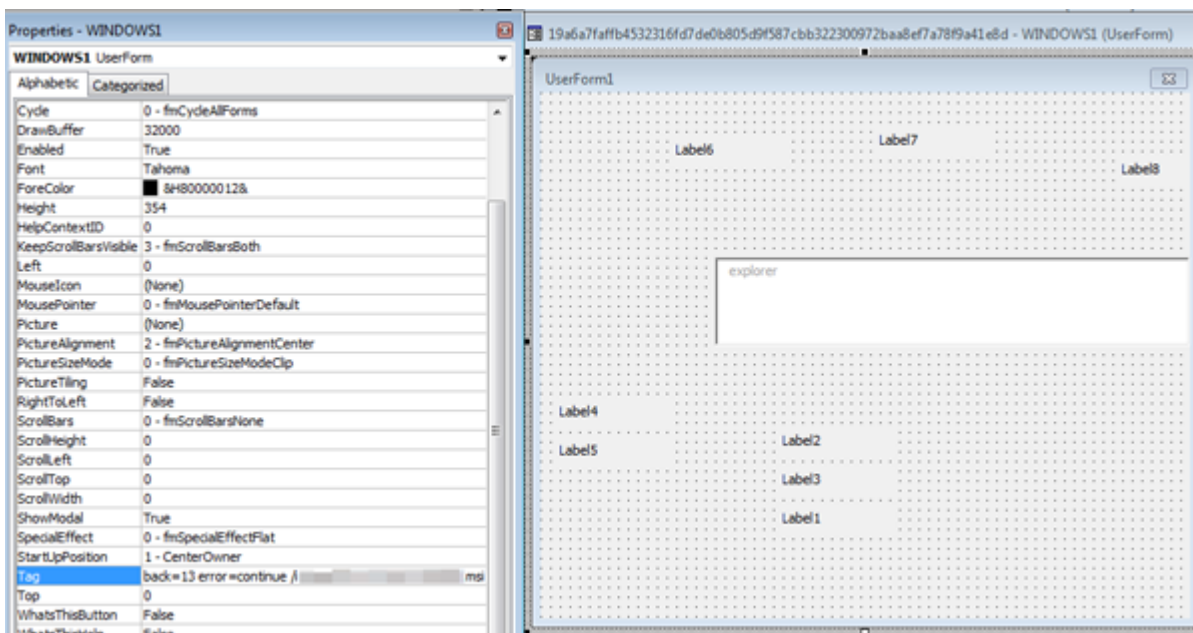 Properties - WINDOWS1
WINDOWS1 UserForm
Alphabetic Categorized
Cycle 0 - fmCycleAllForms
DrawBuffer 32000
Enabled True
Font Tahoma
ForeColor &H80000012&
Height 354
HelpContextID 0
KeepScrollBarsVisible 3 - fmScrollBarsBoth
Left 0
MouseIcon (None)
MousePointer 0 - fmMousePointerDefault
Picture (None)
PictureAlignment 2 - fmPictureAlignmentCenter
PictureSizeMode 0 - fmPictureSizeModeClip
PictureTiling False
RightToLeft False
ScrollBars 0 - fmScrollBarsNone
ScrollHeight 0
ScrollLeft 0
ScrollTop 0
ScrollWidth 0
ShowModal True
SpecialEffect 0 - fmSpecialEffectFlat
StartUpPosition 1 - CenterOwner
Tag back=13 error=continue /i msi
Top 0
WhatsThisButton False
WhatsThisHelp False
19a6a7faffb4532316fd7de0b805d9f587cbb322300972baa8ef7a78f9a41e8d - WINDOWS1 (UserForm)
UserForm1
Label6
Label7
Label8
explorer
Label4
Label5
Label2
Label3
Label1